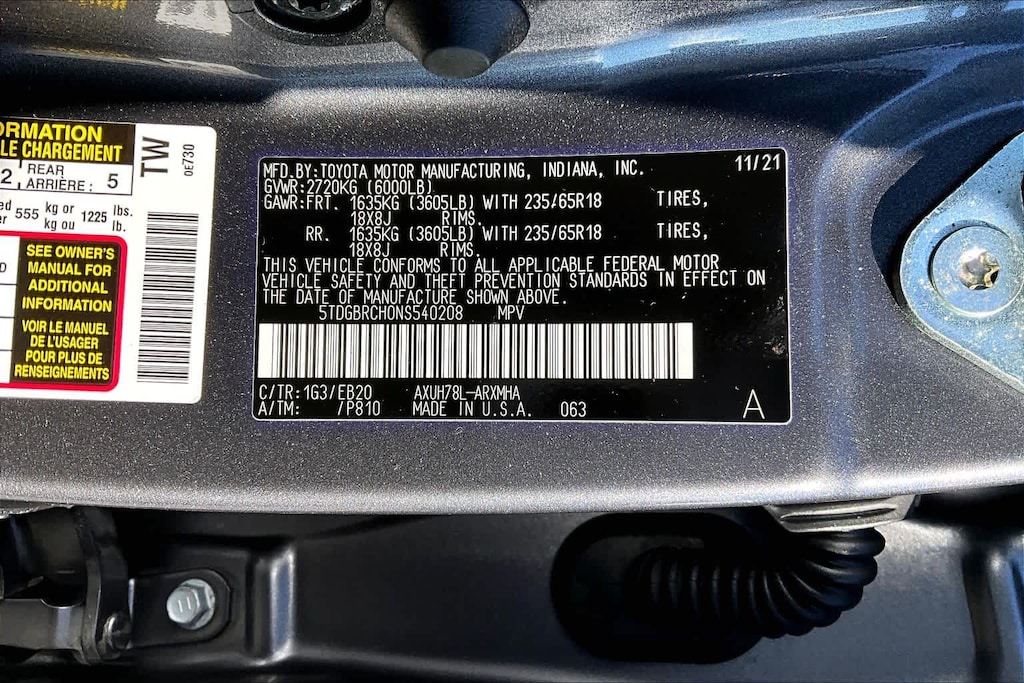 ORMATION
LE CHARGEMENT
2, REAR
ARRIÈRE: 5
555 kg or 1225 lbs.
kg ou lb.
SEE OWNER'S
MANUAL FOR
ADDITIONAL
INFORMATION
VOIR LE MANUEL
DE L'USAGER
POUR PLUS DE
RENSEIGNEMENTS
TW
0E730
MFD.BY:TOYOTA MOTOR MANUFACTURING, INDIANA, INC. 11/21
GVWR:2720KG (6000LB)
GAWR:FRT. 1635KG (3605LB) WITH 235/65R18 TIRES,
18X8J RIMS,
RR. 1635KG (3605LB) WITH 235/65R18 TIRES,
18X8J RIMS.
THIS VEHICLE CONFORMS TO ALL APPLICABLE FEDERAL MOTOR
VEHICLE SAFETY AND THEFT PREVENTION STANDARDS IN EFFECT ON
THE DATE OF MANUFACTURE SHOWN ABOVE.
5TDGBRCH0NS540208 MPV
C/TR:1G3/EB20 AXUH78L-ARXMHA
A/TM: /P810 MADE IN U.S.A. 063 A